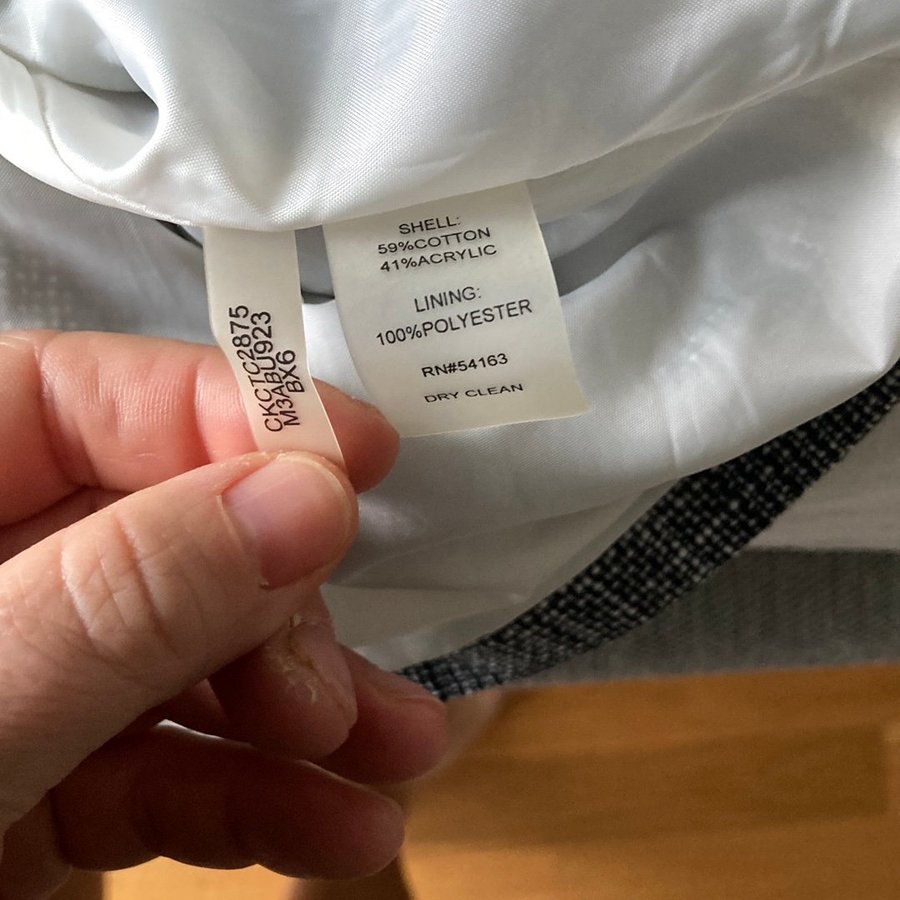 CKCTC2875
M3ABU923
BX6
SHELL:
59%COTTON
41%ACRYLIC
LINING:
100%POLYESTER
RN#54163
DRY CLEAN